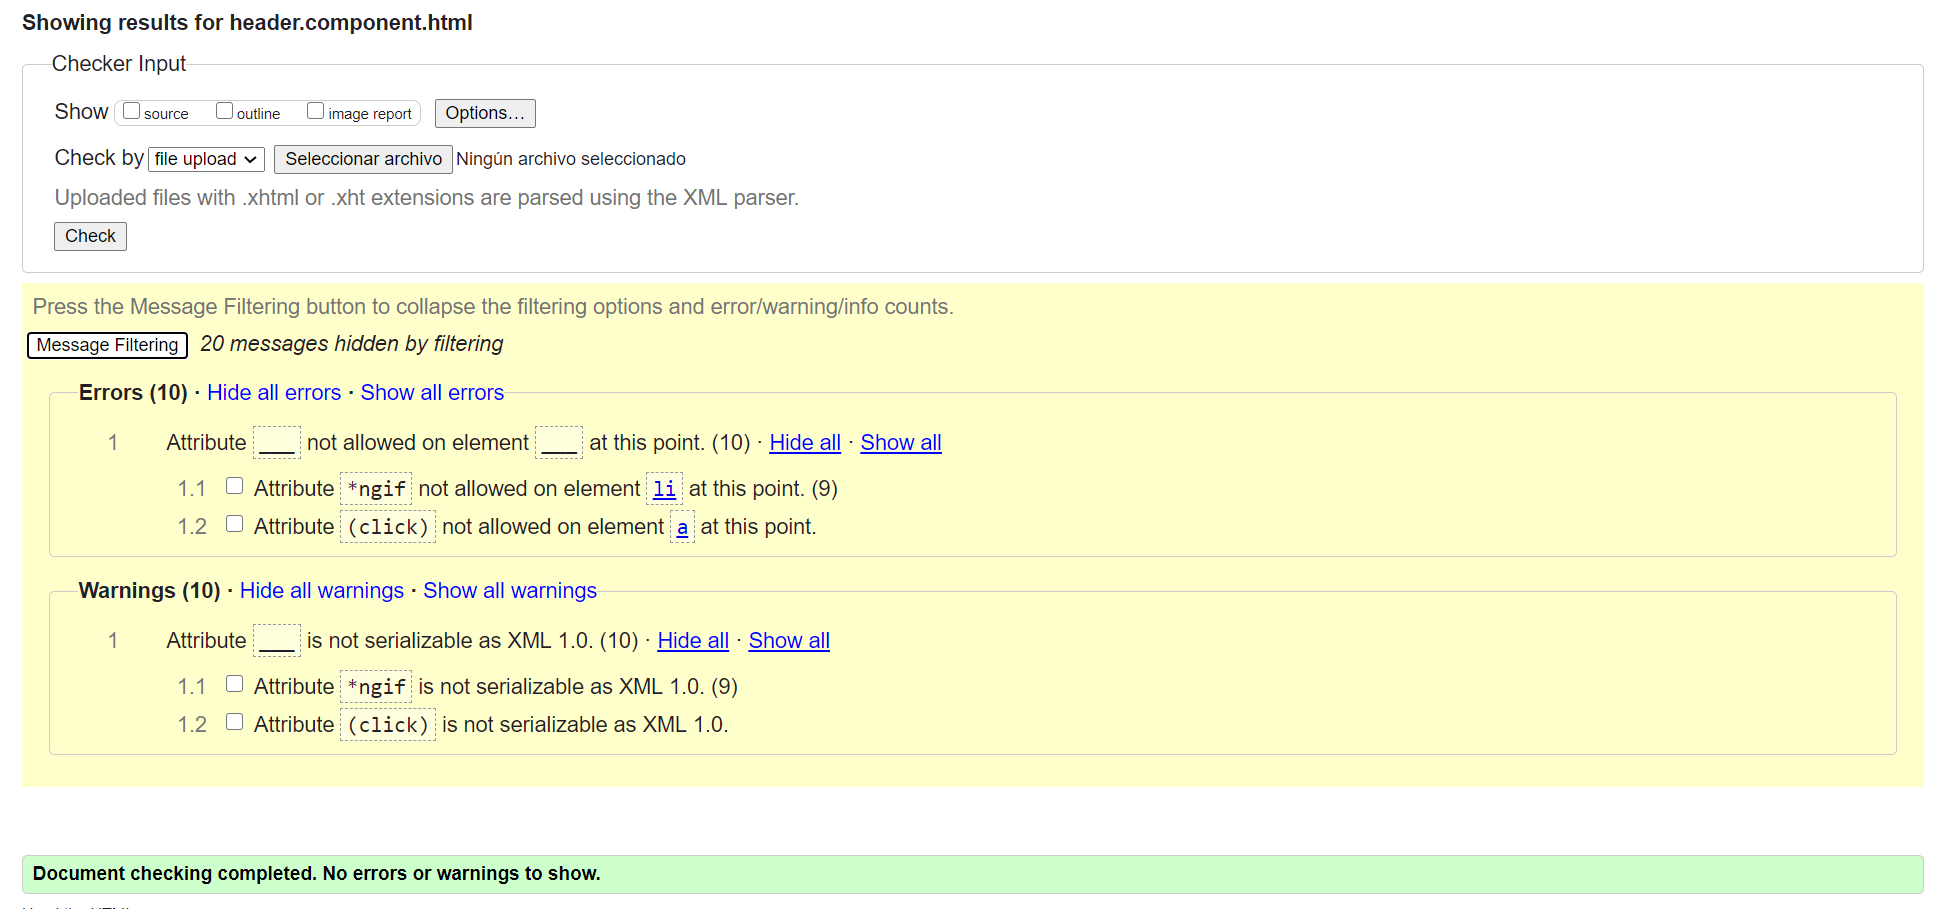 Showing results for header.component.html
Checker Input
Show source outline image report Options...
Check by file upload Seleccionar archivo Ningún archivo seleccionado
Uploaded files with .xhtml or .xht extensions are parsed using the XML parser.
Check
Press the Message Filtering button to collapse the filtering options and error/warning/info counts.
Message Filtering 20 messages hidden by filtering
Errors (10) · Hide all errors · Show all errors
1 Attribute ___ not allowed on element ___ at this point. (10) · Hide all · Show all
1.1 Attribute *ngif not allowed on element li at this point. (9)
1.2 Attribute (click) not allowed on element a at this point.
Warnings (10) · Hide all warnings · Show all warnings
1 Attribute ___ is not serializable as XML 1.0. (10) · Hide all · Show all
1.1 Attribute *ngif is not serializable as XML 1.0. (9)
1.2 Attribute (click) is not serializable as XML 1.0.
Document checking completed. No errors or warnings to show.